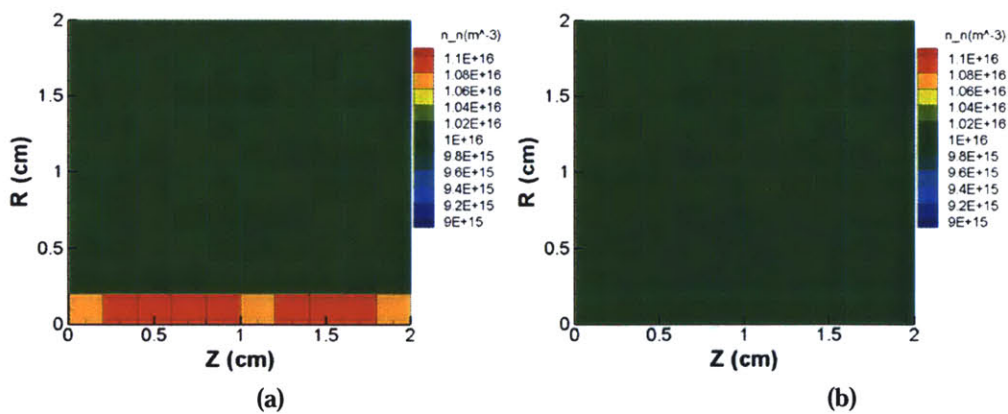 2
1.5
1
0.5
0
R (cm)
0 0.5 1 1.5 2
Z (cm)
n_n(m^-3)
1.1E+16
1.08E+16
1.06E+16
1.04E+16
1.02E+16
1E+16
9.8E+15
9.6E+15
9.4E+15
9.2E+15
9E+15
(a)
2
1.5
1
0.5
0
R (cm)
0 0.5 1 1.5 2
Z (cm)
n_n(m^-3)
1.1E+16
1.08E+16
1.06E+16
1.04E+16
1.02E+16
1E+16
9.8E+15
9.6E+15
9.4E+15
9.2E+15
9E+15
(b)